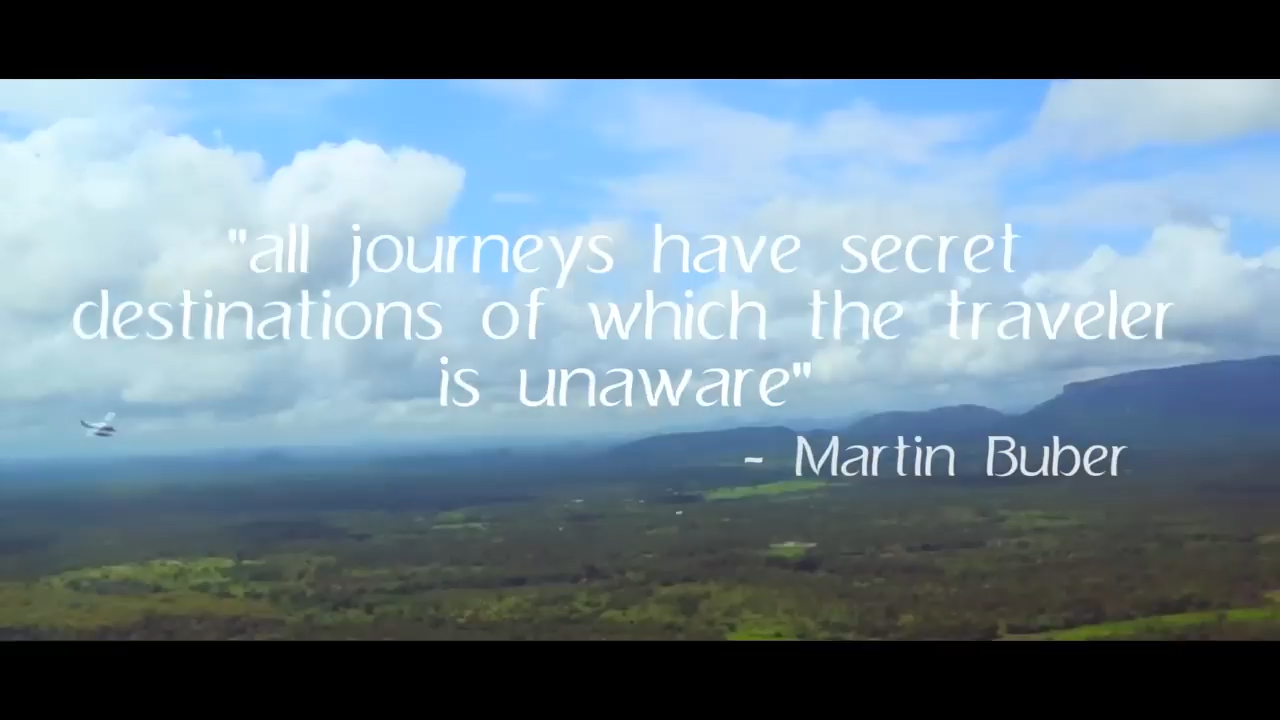 "all journeys have secret
destinations of which the traveler
is unaware"
~ Martin Buber